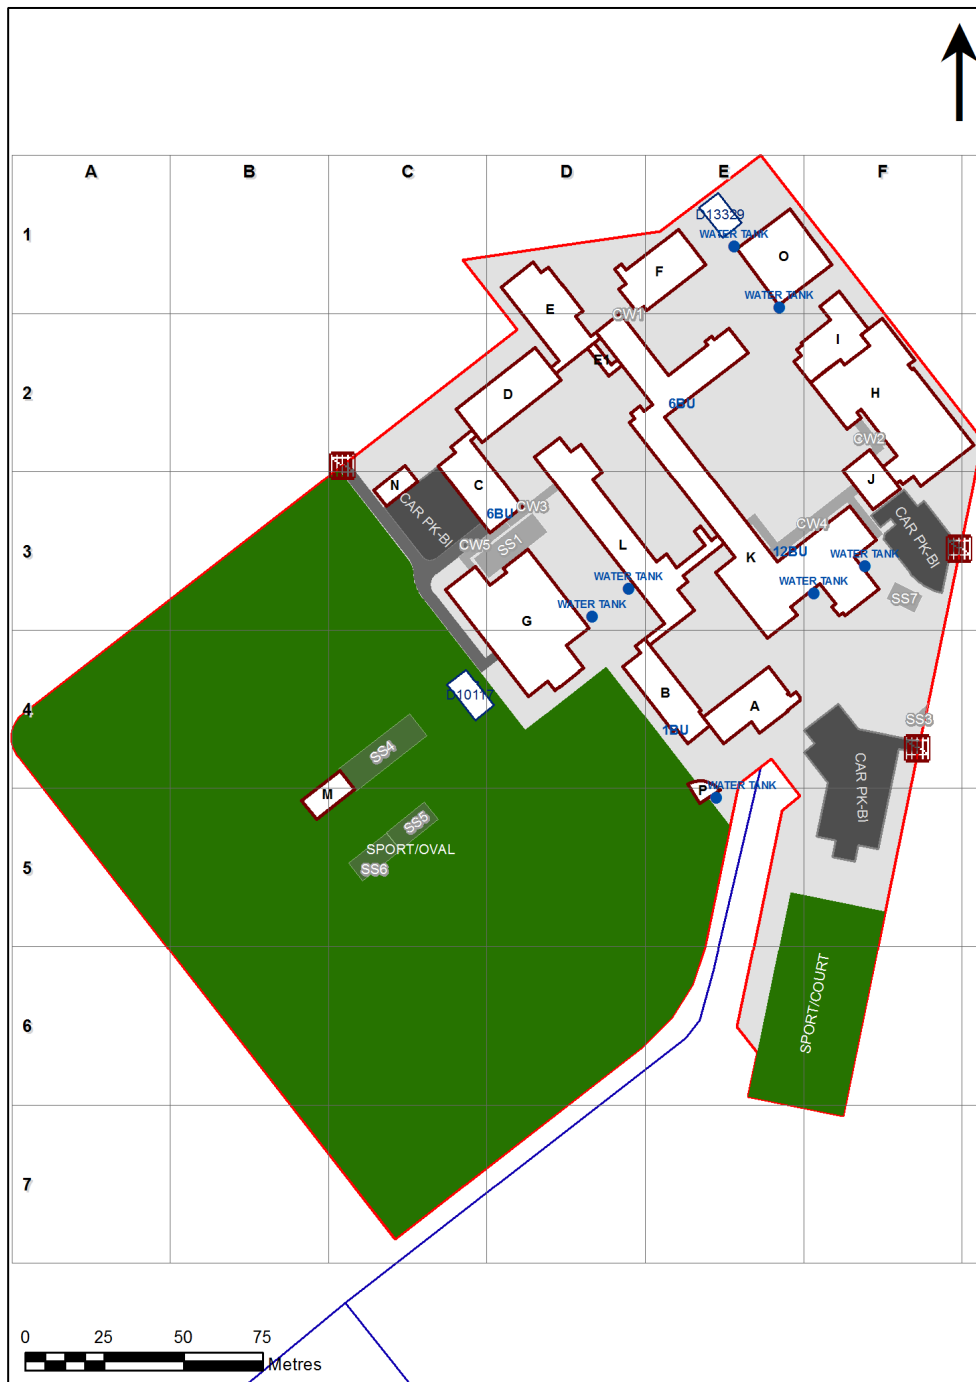 A B C D E F
1
D13329
WATER TANK
F
O
WATER TANK
E
CW1
I
E1
2
D
H
6BU
CW2
N
C
J
CAR PK-BI
6BU
CW3
CAR PK-BI
CW4
CW5
SS1
L
12BU
3
K
WATER TANK
WATER TANK
WATER TANK
SS7
WATER TANK
G
D10117
B
A
4
SS3
1BU
SS4
CAR PK-BI
P
WATER TANK
M
SS5
SPORT/OVAL
5
SS6
SPORT/COURT
6
7
0 25 50 75
Metres